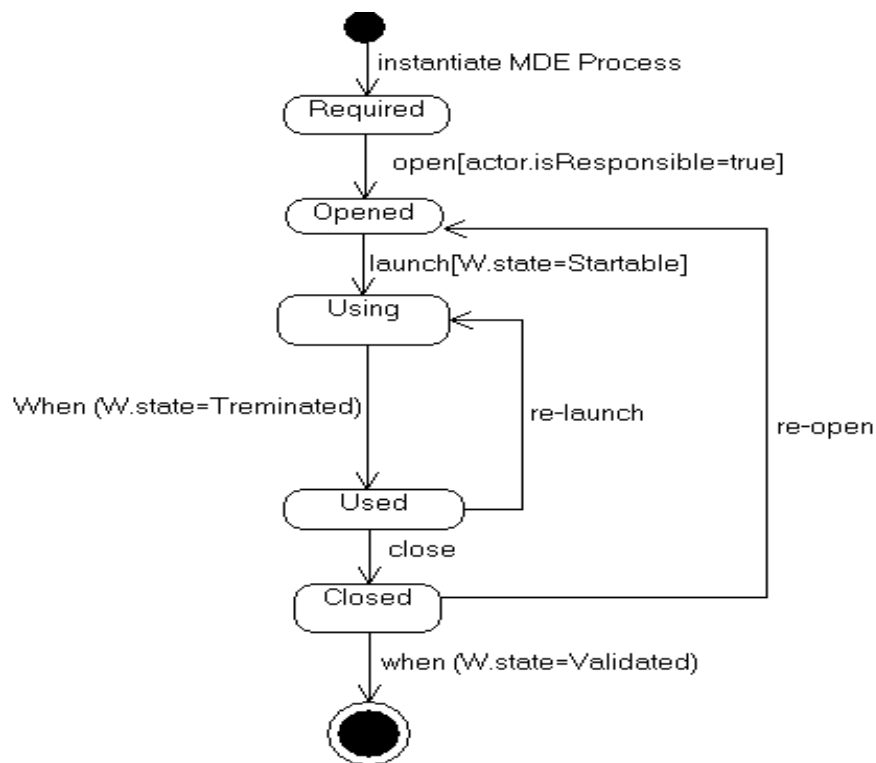 instantiate MDE Process
Required
open[actor.isResponsible=true]
Opened
launch[W.state=Startable]
Using
When (W.state=Treminated)
re-launch
re-open
Used
close
Closed
when (W.state=Validated)